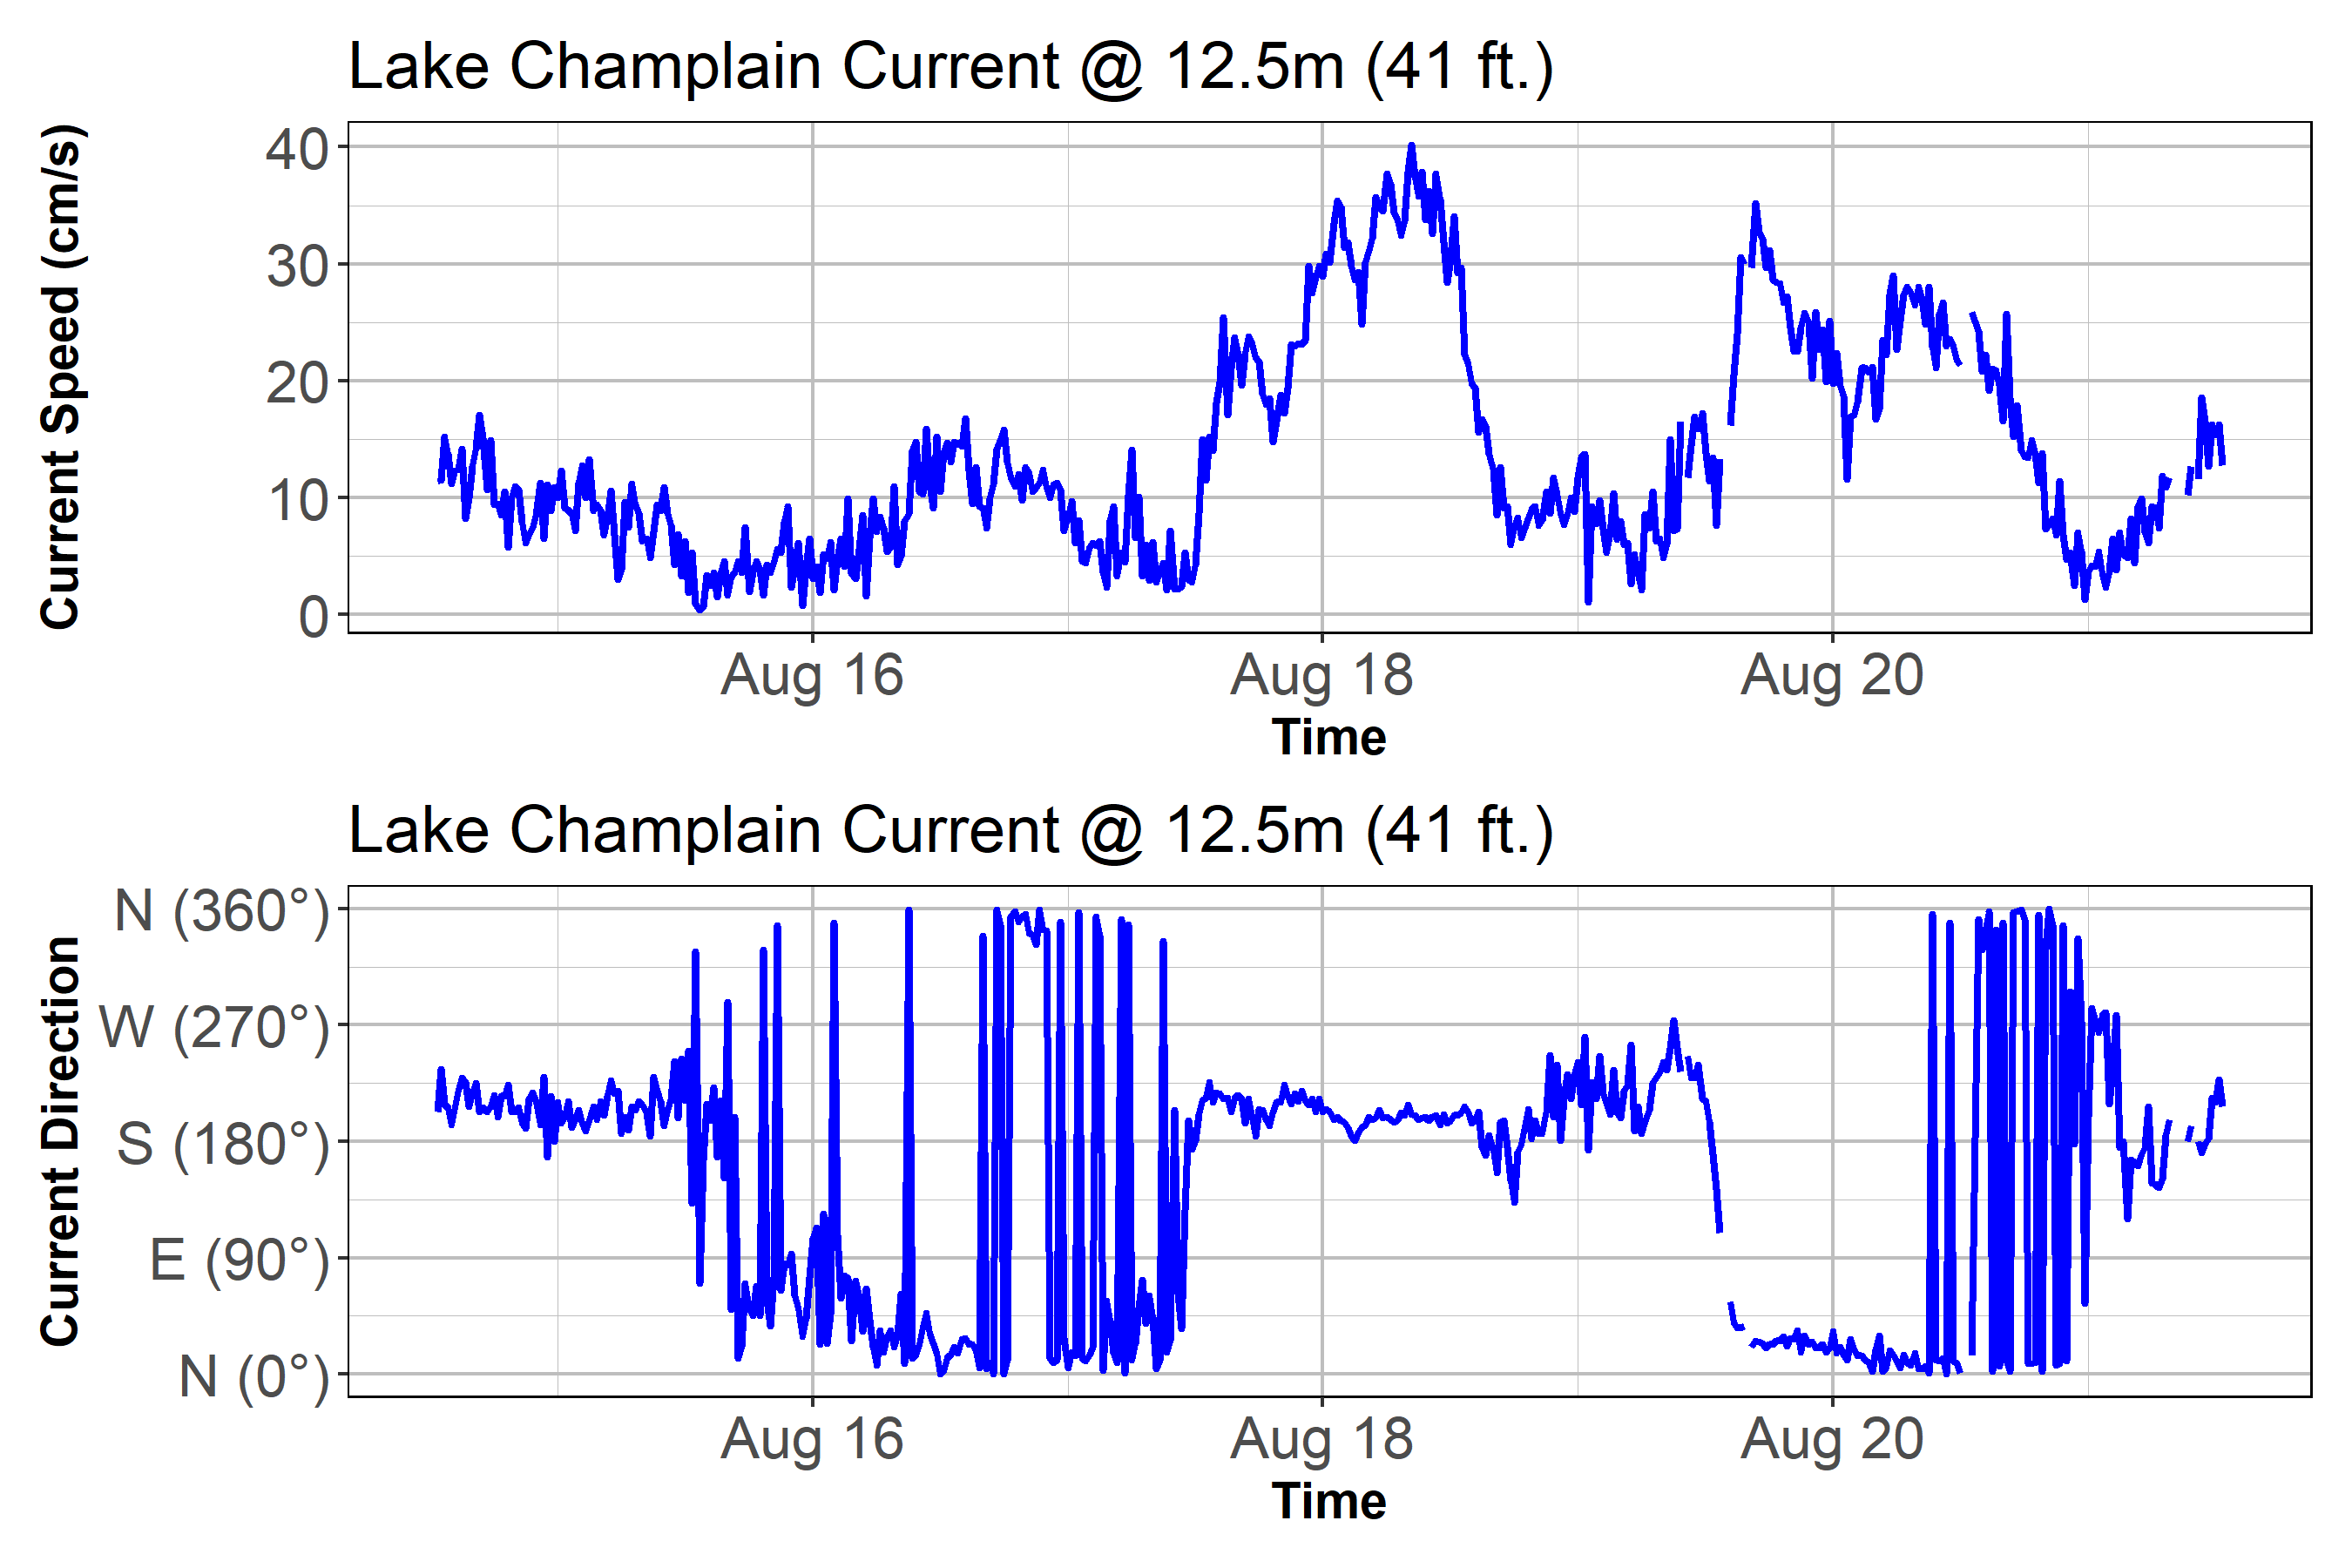 Lake Champlain Current @ 12.5m (41 ft.)
Current Speed (cm/s)
40
30
20
10
0
Aug 16
Aug 18
Aug 20
Time
Lake Champlain Current @ 12.5m (41 ft.)
Current Direction
N (360°)
W (270°)
S (180°)
E (90°)
N (0°)
Aug 16
Aug 18
Aug 20
Time